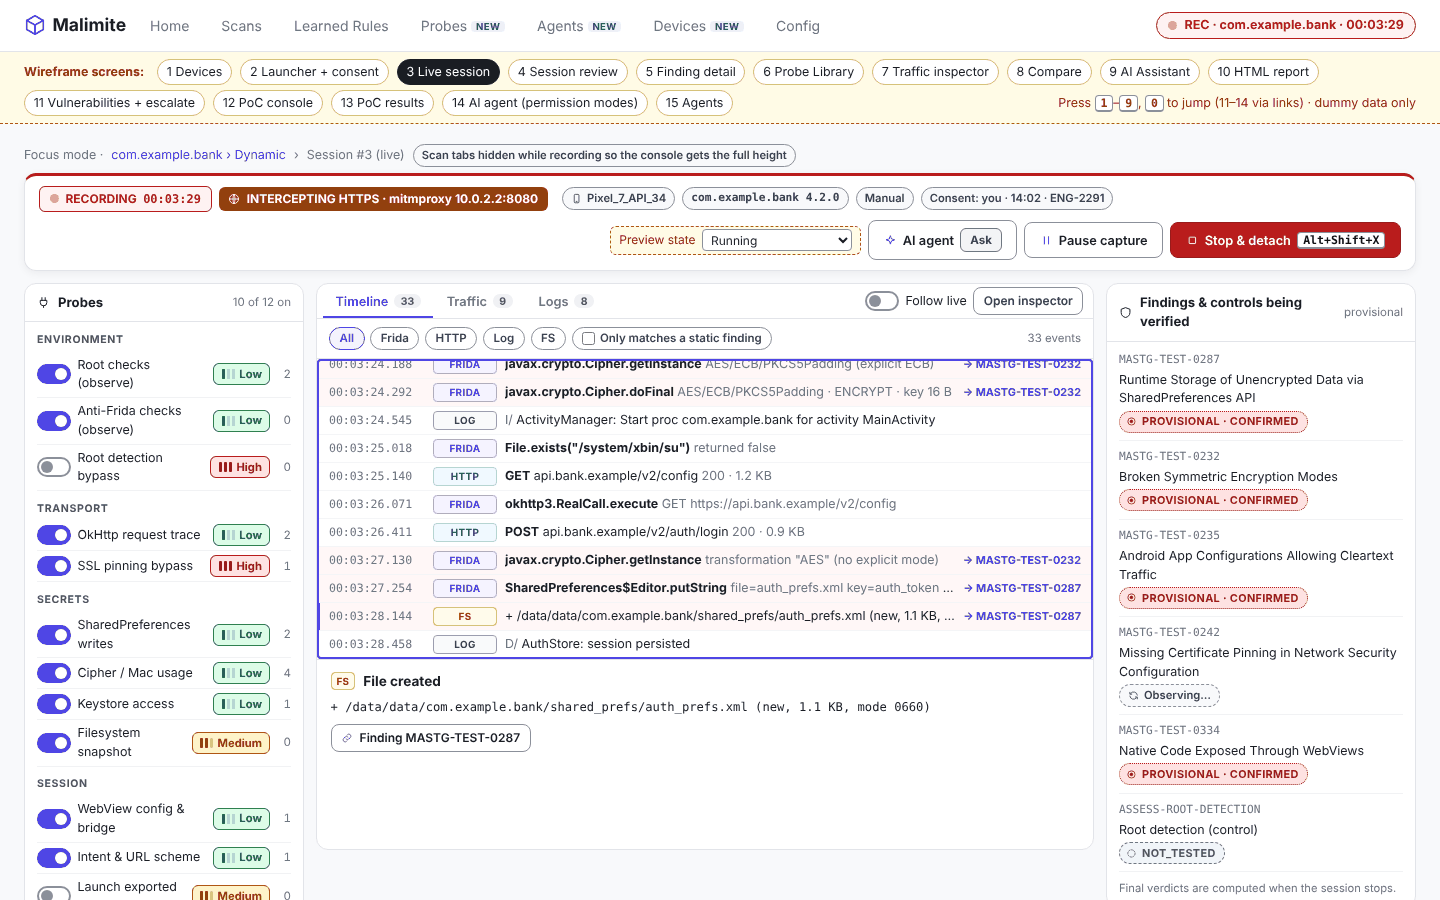 Malimite Home Scans Learned Rules Probes NEW Agents NEW Devices NEW Config REC · com.example.bank · 00:03:29
Wireframe screens: 1 Devices 2 Launcher + consent 3 Live session 4 Session review 5 Finding detail 6 Probe Library 7 Traffic inspector 8 Compare 9 AI Assistant 10 HTML report
11 Vulnerabilities + escalate 12 PoC console 13 PoC results 14 AI agent (permission modes) 15 Agents Press 1–9, 0 to jump (11–14 via links) · dummy data only
Focus mode · com.example.bank › Dynamic › Session #3 (live) Scan tabs hidden while recording so the console gets the full height
RECORDING 00:03:29 INTERCEPTING HTTPS · mitmproxy 10.0.2.2:8080 Pixel_7_API_34 com.example.bank 4.2.0 Manual Consent: you · 14:02 · ENG-2291
Preview state Running AI agent Ask Pause capture Stop & detach Alt+Shift+X
Probes 10 of 12 on
ENVIRONMENT
Root checks (observe) Low 2
Anti-Frida checks (observe) Low 0
Root detection bypass High 0
TRANSPORT
OkHttp request trace Low 2
SSL pinning bypass High 1
SECRETS
SharedPreferences writes Low 2
Cipher / Mac usage Low 4
Keystore access Low 1
Filesystem snapshot Medium 0
SESSION
WebView config & bridge Low 1
Intent & URL scheme Low 1
Launch exported Medium 0
Timeline 33 Traffic 9 Logs 8 Follow live Open inspector
All Frida HTTP Log FS Only matches a static finding 33 events
00:03:24.188 FRIDA javax.crypto.Cipher.getInstance AES/ECB/PKCS5Padding (explicit ECB) → MASTG-TEST-0232
00:03:24.292 FRIDA javax.crypto.Cipher.doFinal AES/ECB/PKCS5Padding · ENCRYPT · key 16 B → MASTG-TEST-0232
00:03:24.545 LOG I/ ActivityManager: Start proc com.example.bank for activity MainActivity
00:03:25.018 FRIDA File.exists("/system/xbin/su") returned false
00:03:25.140 HTTP GET api.bank.example/v2/config 200 · 1.2 KB
00:03:26.071 FRIDA okhttp3.RealCall.execute GET https://api.bank.example/v2/config
00:03:26.411 HTTP POST api.bank.example/v2/auth/login 200 · 0.9 KB
00:03:27.130 FRIDA javax.crypto.Cipher.getInstance transformation "AES" (no explicit mode) → MASTG-TEST-0232
00:03:27.254 FRIDA SharedPreferences$Editor.putString file=auth_prefs.xml key=auth_token ... → MASTG-TEST-0287
00:03:28.144 FS + /data/data/com.example.bank/shared_prefs/auth_prefs.xml (new, 1.1 KB, ... → MASTG-TEST-0287
00:03:28.458 LOG D/ AuthStore: session persisted
FS File created
+ /data/data/com.example.bank/shared_prefs/auth_prefs.xml (new, 1.1 KB, mode 0660)
Finding MASTG-TEST-0287
Findings & controls being verified provisional
MASTG-TEST-0287
Runtime Storage of Unencrypted Data via
SharedPreferences API
PROVISIONAL · CONFIRMED
MASTG-TEST-0232
Broken Symmetric Encryption Modes
PROVISIONAL · CONFIRMED
MASTG-TEST-0235
Android App Configurations Allowing Cleartext
Traffic
PROVISIONAL · CONFIRMED
MASTG-TEST-0242
Missing Certificate Pinning in Network Security
Configuration
Observing...
MASTG-TEST-0334
Native Code Exposed Through WebViews
PROVISIONAL · CONFIRMED
ASSESS-ROOT-DETECTION
Root detection (control)
NOT_TESTED
Final verdicts are computed when the session stops.